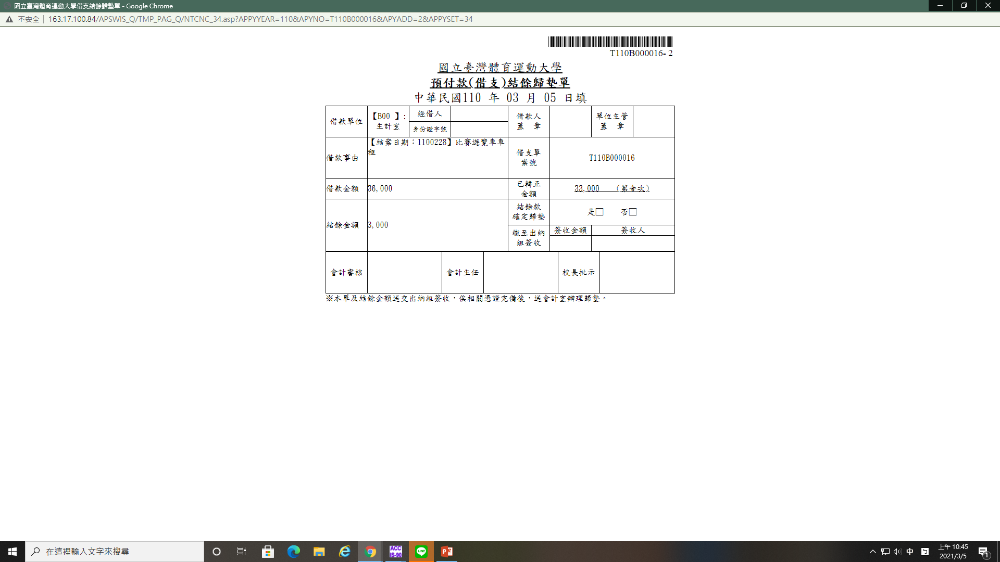 國立臺灣體育運動大學借支結餘歸墊單 - Google Chrome
不安全 163.17.100.84/APSWIS_Q/TMP_PAG_Q/NTCNC_34.asp?APPYYEAR=110&APYNO=T110B000016&APYADD=2&APPYSET=34
T110B000016- 2
國立臺灣體育運動大學
預付款(借支)結餘歸墊單
中華民國110 年 03 月 05 日填
借款單位
【B00 】:
主計室
經借人
身份證字號
借款人
蓋 章
單位主管
蓋 章
借款事由
【結案日期：1100228】比賽遊覽車車
租
借支單
案號
T110B000016
借款金額
36,000
已轉正
金額
33,000 (第壹次)
結餘金額
3,000
結餘款
確定歸墊
是□ 否□
繳至出納
組簽收
簽收金額
簽收人
會計審核
會計主任
校長批示
※本單及結餘金額送交出納組簽收，俟相關憑證完備後，送會計室辦理歸墊。
在這裡輸入文字來搜尋
ACC
IS-90
LINE
中
上午 10:45
2021/3/5
1